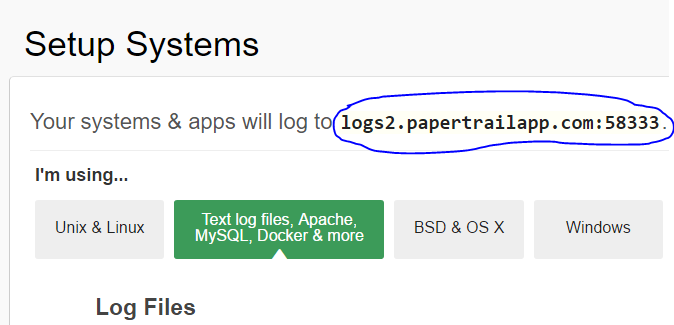 Setup Systems
Your systems & apps will log to logs2.papertrailapp.com:58333.
I'm using...
Unix & Linux
Text log files, Apache,
MySQL, Docker & more
BSD & OS X
Windows
Log Files